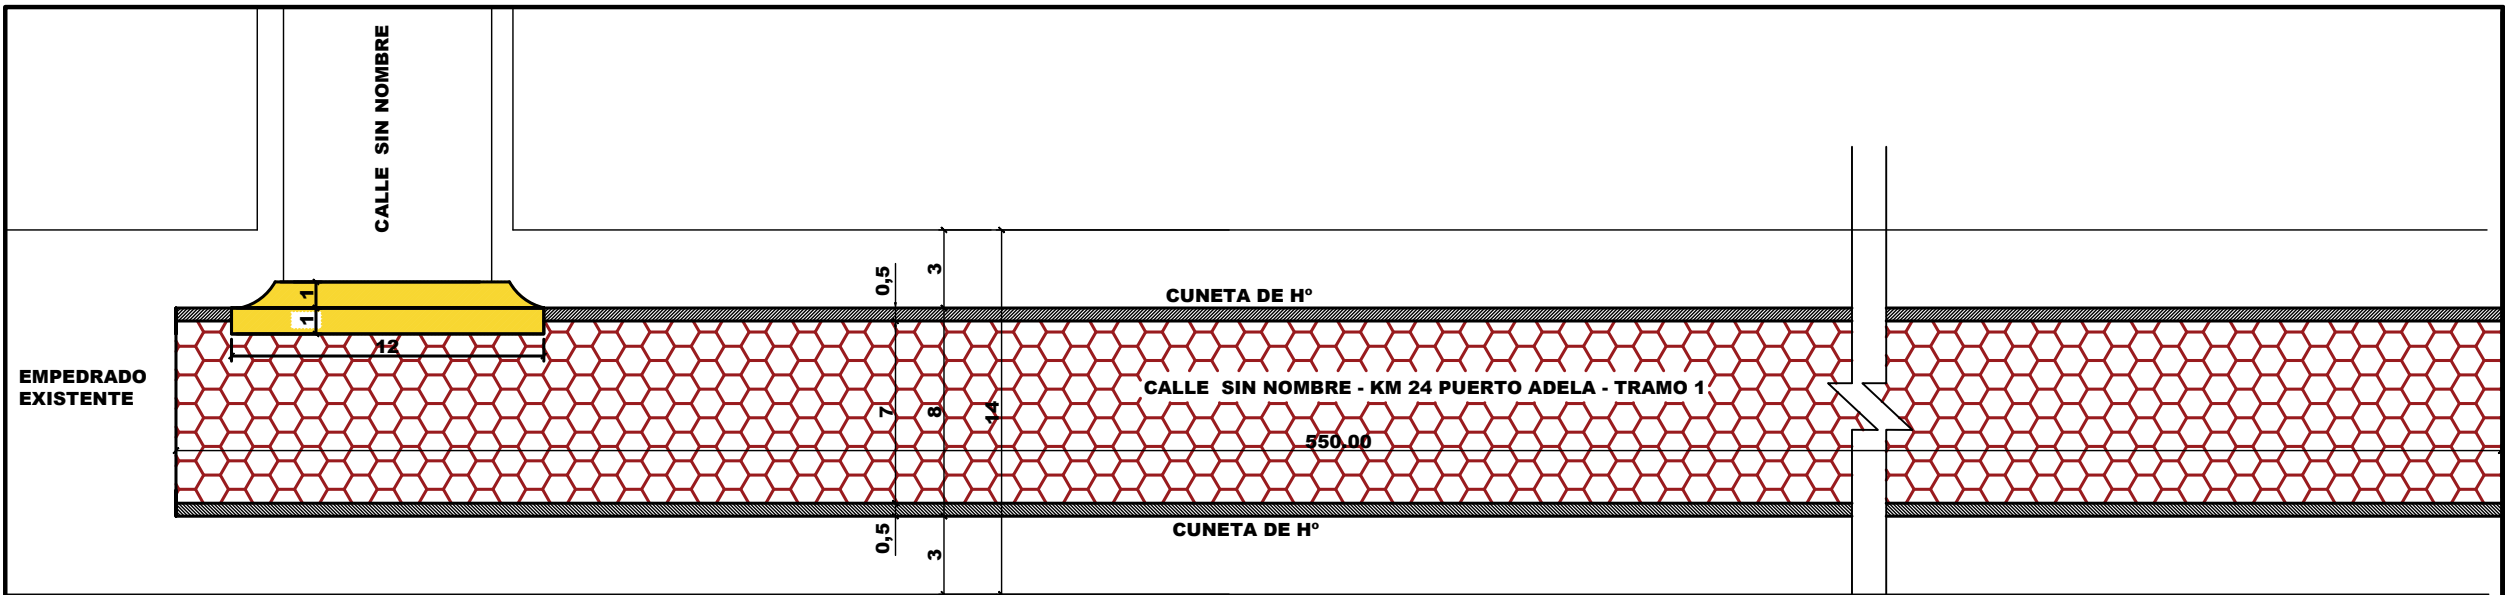 CALLE SIN NOMBRE
1
1
12
EMPEDRADO
EXISTENTE
0,5
3
CUNETA DE Hº
7
8
14
CALLE SIN NOMBRE - KM 24 PUERTO ADELA - TRAMO 1
550.00
0,5
3
CUNETA DE Hº